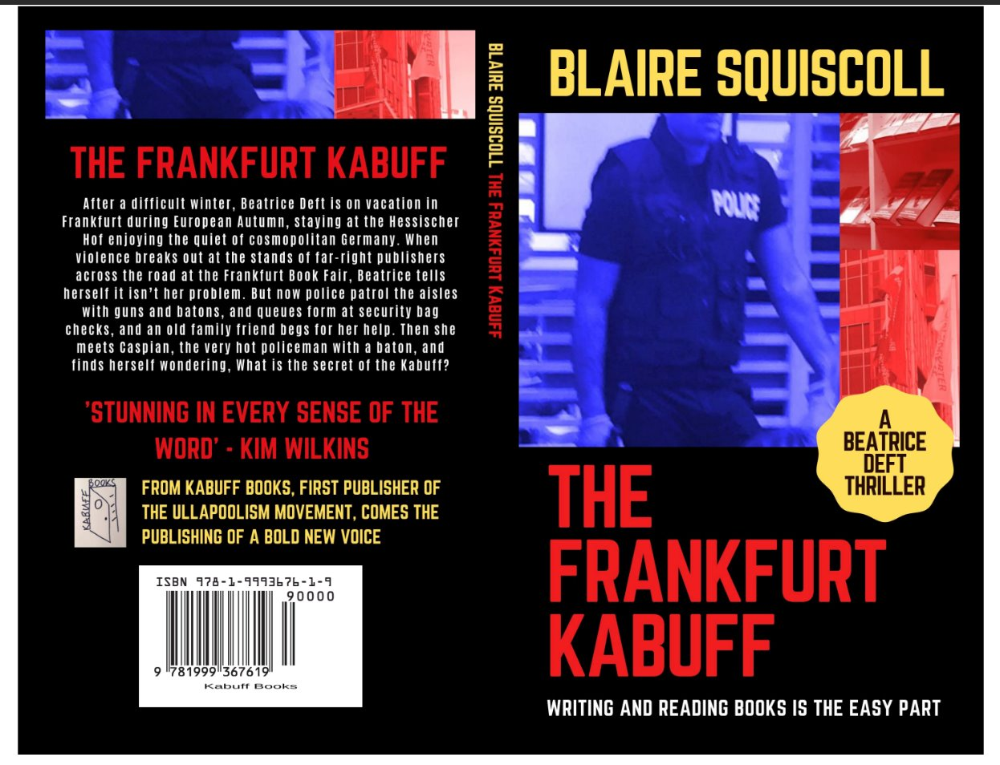 THE FRANKFURT KABUFF
After a difficult winter, Beatrice Deft is on vacation in
Frankfurt during European Autumn, staying at the Hessischer
Hof enjoying the quiet of cosmopolitan Germany. When
violence breaks out at the stands of far-right publishers
across the road at the Frankfurt Book Fair, Beatrice tells
herself it isn't her problem. But now police patrol the aisles
with guns and batons, and queues form at security bag
checks, and an old family friend begs for her help. Then she
meets Caspian, the very hot policeman with a baton, and
finds herself wondering, What is the secret of the Kabuff?
'STUNNING IN EVERY SENSE OF THE
WORD' - KIM WILKINS
BOOKS
KABUFF
FROM KABUFF BOOKS, FIRST PUBLISHER OF
THE ULLAPOOLISM MOVEMENT, COMES THE
PUBLISHING OF A BOLD NEW VOICE
ISBN 978-1-9993676-1-9
90000
9 781999 367619
Kabuff Books
BLAIRE SQUISCOLL THE FRANKFURT KABUFF
BLAIRE SQUISCOLL
POLICE
A
BEATRICE
DEFT
THRILLER
THE
FRANKFURT
KABUFF
WRITING AND READING BOOKS IS THE EASY PART